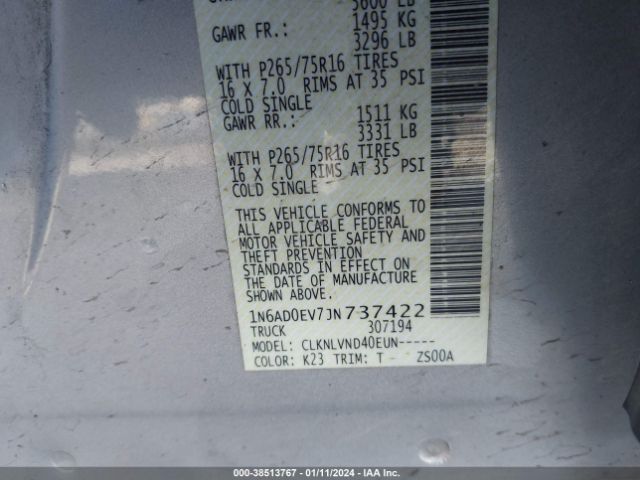 5600 LB
GAWR FR.: 1495 KG
3296 LB
WITH P265/75R16 TIRES
16 X 7.0 RIMS AT 35 PSI
COLD SINGLE
GAWR RR.: 1511 KG
3331 LB
WITH P265/75R16 TIRES
16 X 7.0 RIMS AT 35 PSI
COLD SINGLE
THIS VEHICLE CONFORMS TO
ALL APPLICABLE FEDERAL
MOTOR VEHICLE SAFETY AND
THEFT PREVENTION
STANDARDS IN EFFECT ON
THE DATE OF MANUFACTURE
SHOWN ABOVE.
1N6AD0EV7JN737422
TRUCK 307194
MODEL: CLKNLVND40EUN-----
COLOR: K23 TRIM: T- ZS00A
000-38513767 - 01/11/2024 - IAA Inc.